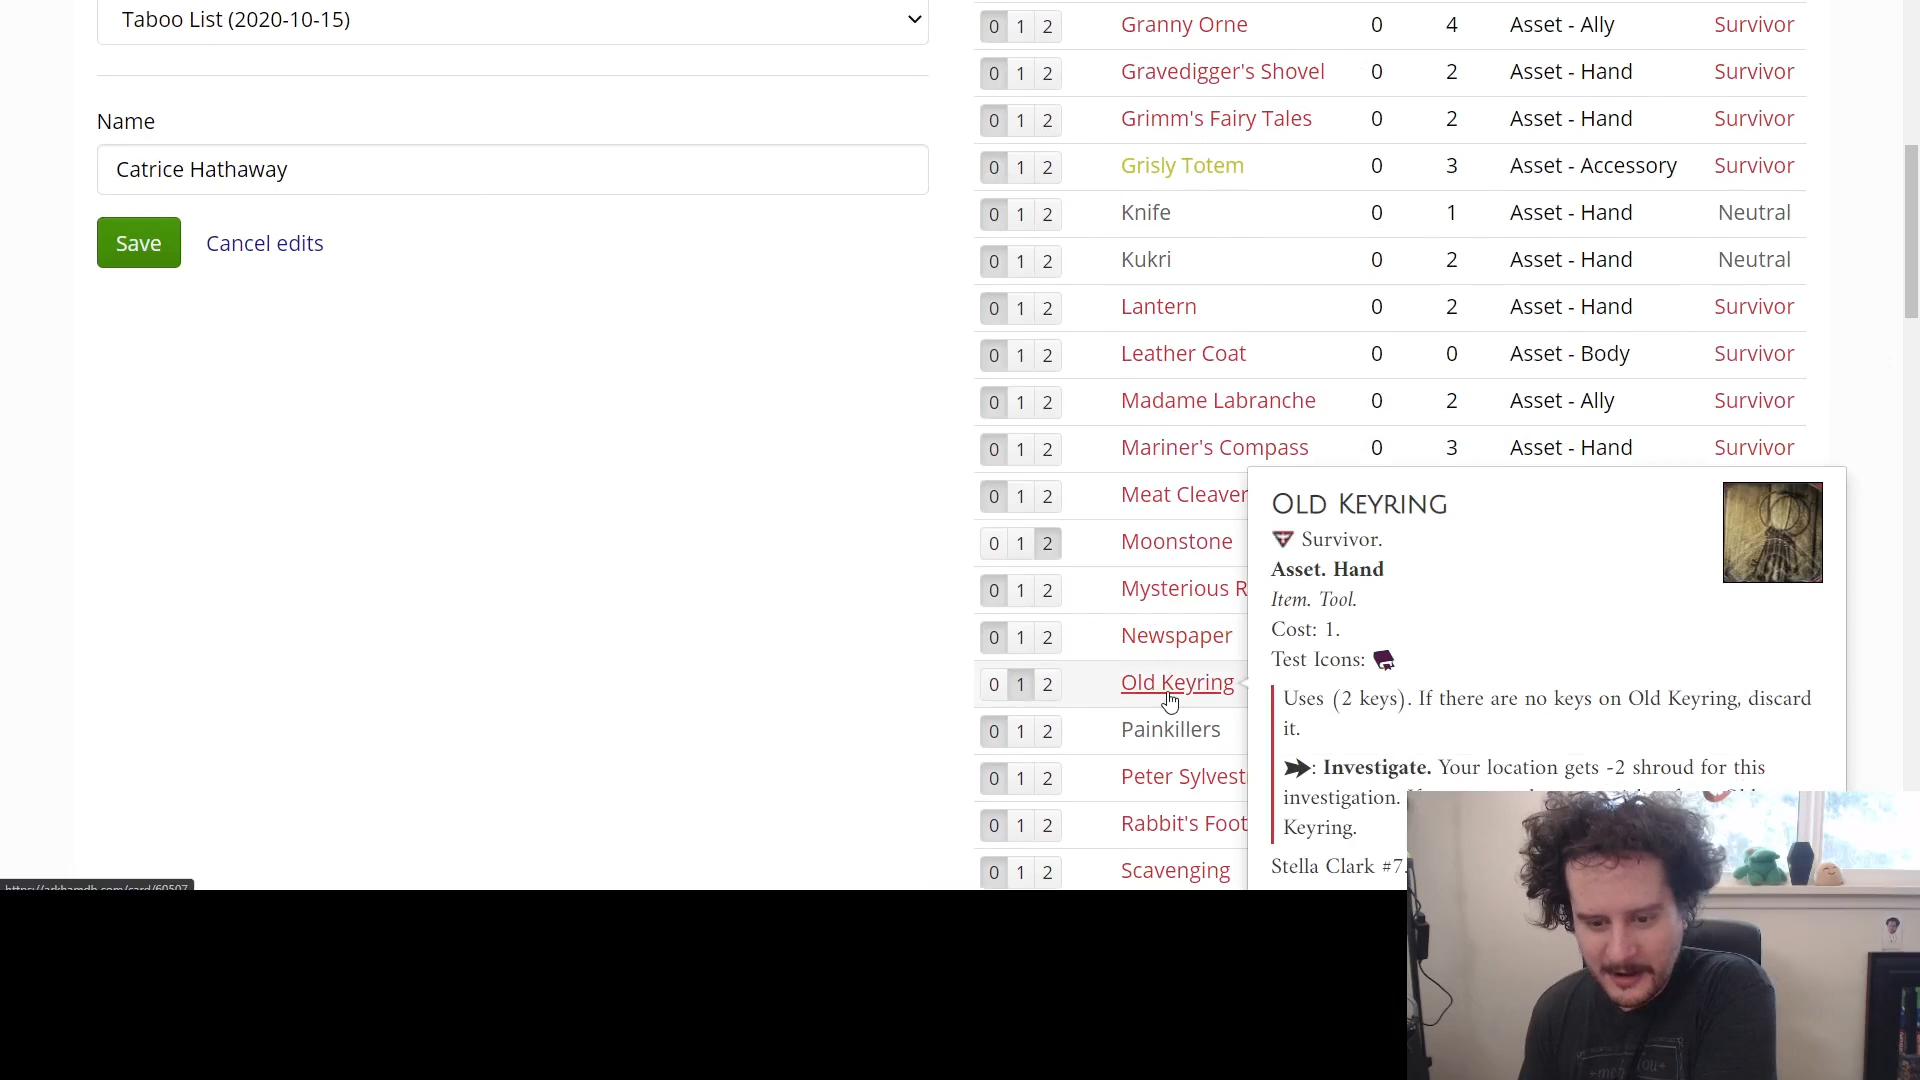 Taboo List (2020-10-15)
Name
Catrice Hathaway
Save Cancel edits
0 1 2 Granny Orne 0 4 Asset - Ally Survivor
0 1 2 Gravedigger's Shovel 0 2 Asset - Hand Survivor
0 1 2 Grimm's Fairy Tales 0 2 Asset - Hand Survivor
0 1 2 Grisly Totem 0 3 Asset - Accessory Survivor
0 1 2 Knife 0 1 Asset - Hand Neutral
0 1 2 Kukri 0 2 Asset - Hand Neutral
0 1 2 Lantern 0 2 Asset - Hand Survivor
0 1 2 Leather Coat 0 0 Asset - Body Survivor
0 1 2 Madame Labranche 0 2 Asset - Ally Survivor
0 1 2 Mariner's Compass 0 3 Asset - Hand Survivor
0 1 2 Meat Cleaver
0 1 2 Moonstone
0 1 2 Mysterious R
0 1 2 Newspaper
0 1 2 Old Keyring
0 1 2 Painkillers
0 1 2 Peter Sylvest
0 1 2 Rabbit's Foot
0 1 2 Scavenging
OLD KEYRING
Survivor.
Asset. Hand
Item. Tool.
Cost: 1.
Test Icons:
Uses (2 keys). If there are no keys on Old Keyring, discard
it.
: Investigate. Your location gets -2 shroud for this
investigation.
Keyring.
Stella Clark #7.
https://arkhamdb.com/card/60507